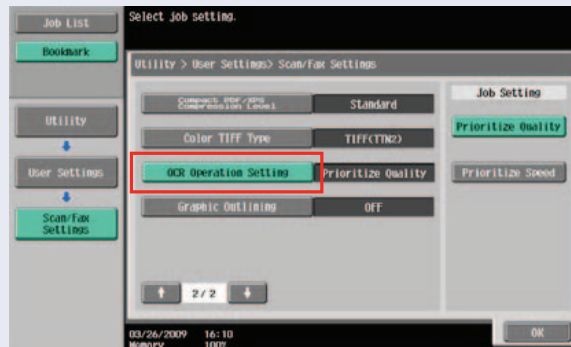 Job List
Bookmark
Utility
User Settings
Scan/Fax
Settings
Select job setting.
Utility > User Settings> Scan/Fax Settings
Compact PDF/XPS
Compression Level
Standard
Color TIFF Type
TIFF(TTN2)
OCR Operation Setting
Prioritize Quality
Graphic Outlining
OFF
2/2
Job Setting
Prioritize Quality
Prioritize Speed
03/26/2009 16:10
Memory 100%
OK